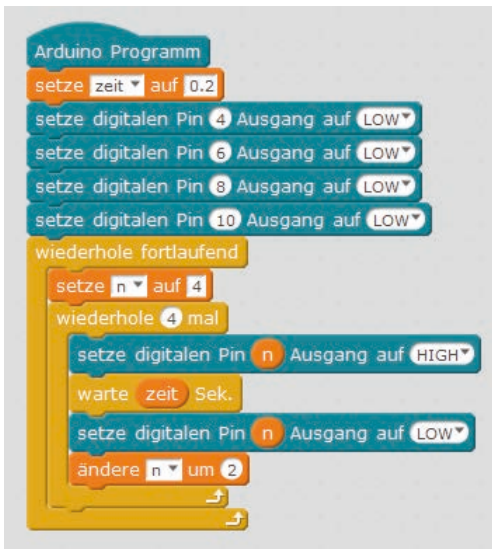 Arduino Programm
setze zeit auf 0.2
setze digitalen Pin 4 Ausgang auf LOW
setze digitalen Pin 6 Ausgang auf LOW
setze digitalen Pin 8 Ausgang auf LOW
setze digitalen Pin 10 Ausgang auf LOW
wiederhole fortlaufend
setze n auf 4
wiederhole 4 mal
setze digitalen Pin n Ausgang auf HIGH
warte zeit Sek.
setze digitalen Pin n Ausgang auf LOW
ändere n um 2